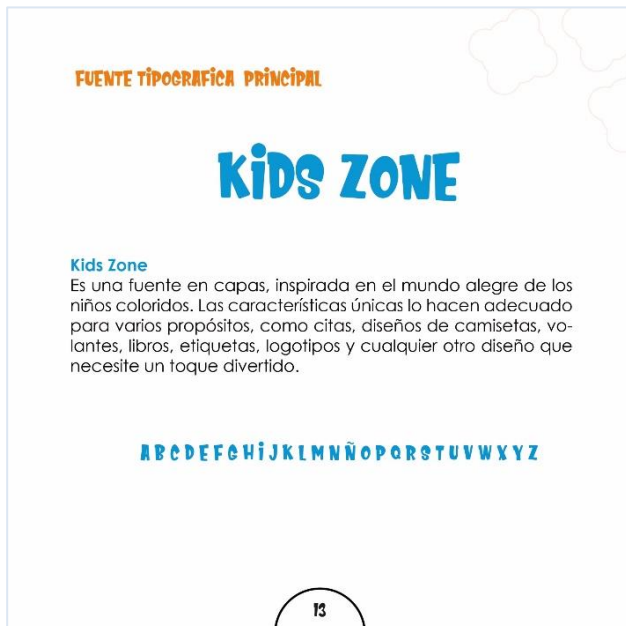 FUENTE TiPOGRAFiCA PRiNCiPAL
KiDS ZONE
Kids Zone
Es una fuente en capas, inspirada en el mundo alegre de los
niños coloridos. Las características únicas lo hacen adecuado
para varios propósitos, como citas, diseños de camisetas, vo-
lantes, libros, etiquetas, logotipos y cualquier otro diseño que
necesite un toque divertido.
A B C D E F G H i J K L M N Ñ O P Q R S T U V W X Y Z
13